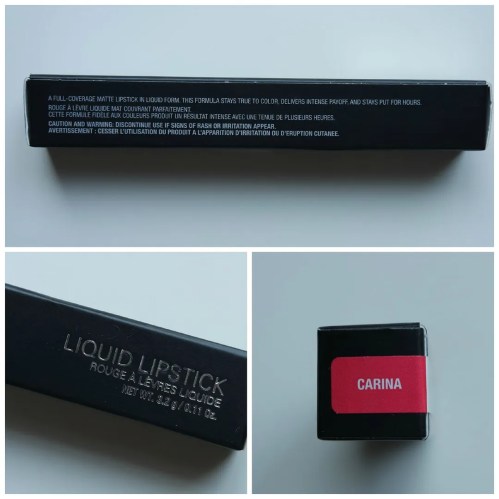 A FULL-COVERAGE MATTE LIPSTICK IN LIQUID FORM. THIS FORMULA STAYS TRUE TO COLOR, DELIVERS INTENSE PAYOFF, AND STAYS PUT FOR HOURS.
ROUGE À LÈVRE LIQUIDE MAT COUVRANT PARFAITEMENT.
CETTE FORMULE FIDÈLE AUX COULEURS PRODUIT UN RÉSULTAT INTENSE AVEC UNE TENUE DE PLUSIEURS HEURES.
CAUTION AND WARNING: DISCONTINUE USE IF SIGNS OF RASH OR IRRITATION APPEAR.
AVERTISSEMENT : CESSER L'UTILISATION DU PRODUIT A L'APPARITION D'IRRITATION OU D'ERUPTION CUTANEE.
LIQUID LIPSTICK
ROUGE À LÈVRES LIQUIDE
NET WT. 3.2 g / 0.11 Oz.
CARINA